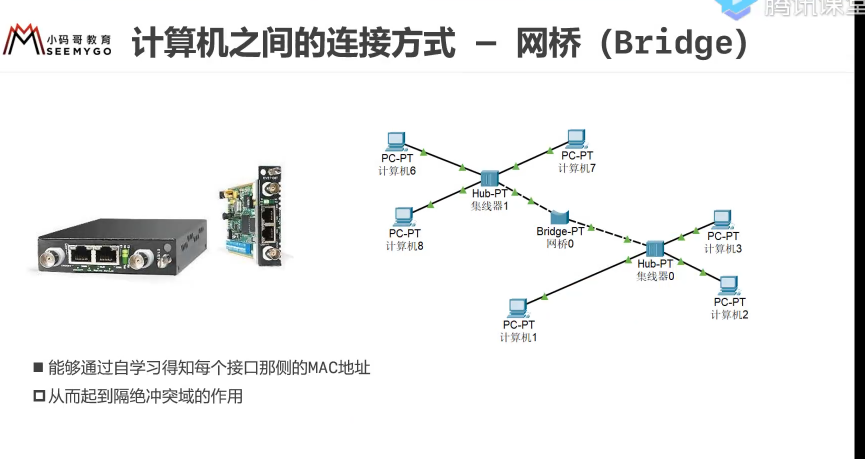 腾讯课堂
小码哥教育
SEEMYGO
计算机之间的连接方式 – 网桥（Bridge）
PC-PT
计算机6
PC-PT
计算机7
Hub-PT
集线器1
PC-PT
计算机8
Bridge-PT
网桥0
PC-PT
计算机3
Hub-PT
集线器0
PC-PT
计算机2
PC-PT
计算机1
能够通过自学习得知每个接口那侧的MAC地址
从而起到隔绝冲突域的作用